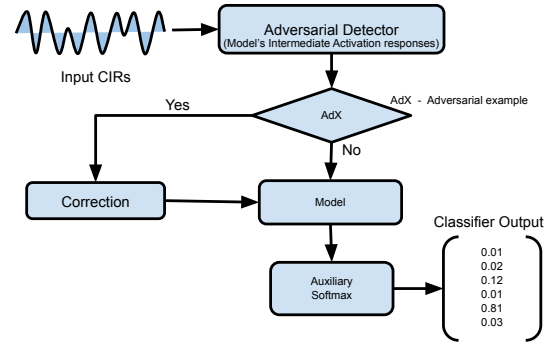 Adversarial Detector
(Model's Intermediate Activation responses)
Input CIRs
AdX - Adversarial example
Yes
AdX
No
Correction
Model
Classifier Output
Auxiliary
Softmax
0.01
0.02
0.12
0.01
0.81
0.03